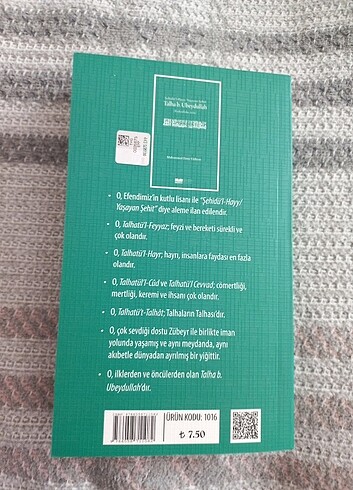 Talha b. Ubeydullah
• O, Efendimiz'in kutlu lisanı ile "Şehidü'l-Hayy/
Yaşayan Şehit" diye aleme ilan edilendir.
• O, Talhatü'l-Feyyaz; feyzi ve bereketi sürekli ve
çok olandır.
• O, Talhatü'l-Hayr; hayrı, insanlara faydası en fazla
olandır.
• O, Talhatü'l-Cûd ve Talhatü'l Cevvad; cömertliği,
mertliği, keremi ve ihsanı çok olandır.
• O, Talhatü't-Talhât; Talhaların Talhası'dır.
• O, çok sevdiği dostu Zübeyr ile birlikte iman
yolunda yaşamış ve aynı meydanda, aynı
akıbetle dünyadan ayrılmış bir yiğittir.
• O, ilklerden ve öncülerden olan Talha b.
Ubeydullah'dır.
ÜRÜN KODU: 1016
₺ 7.50